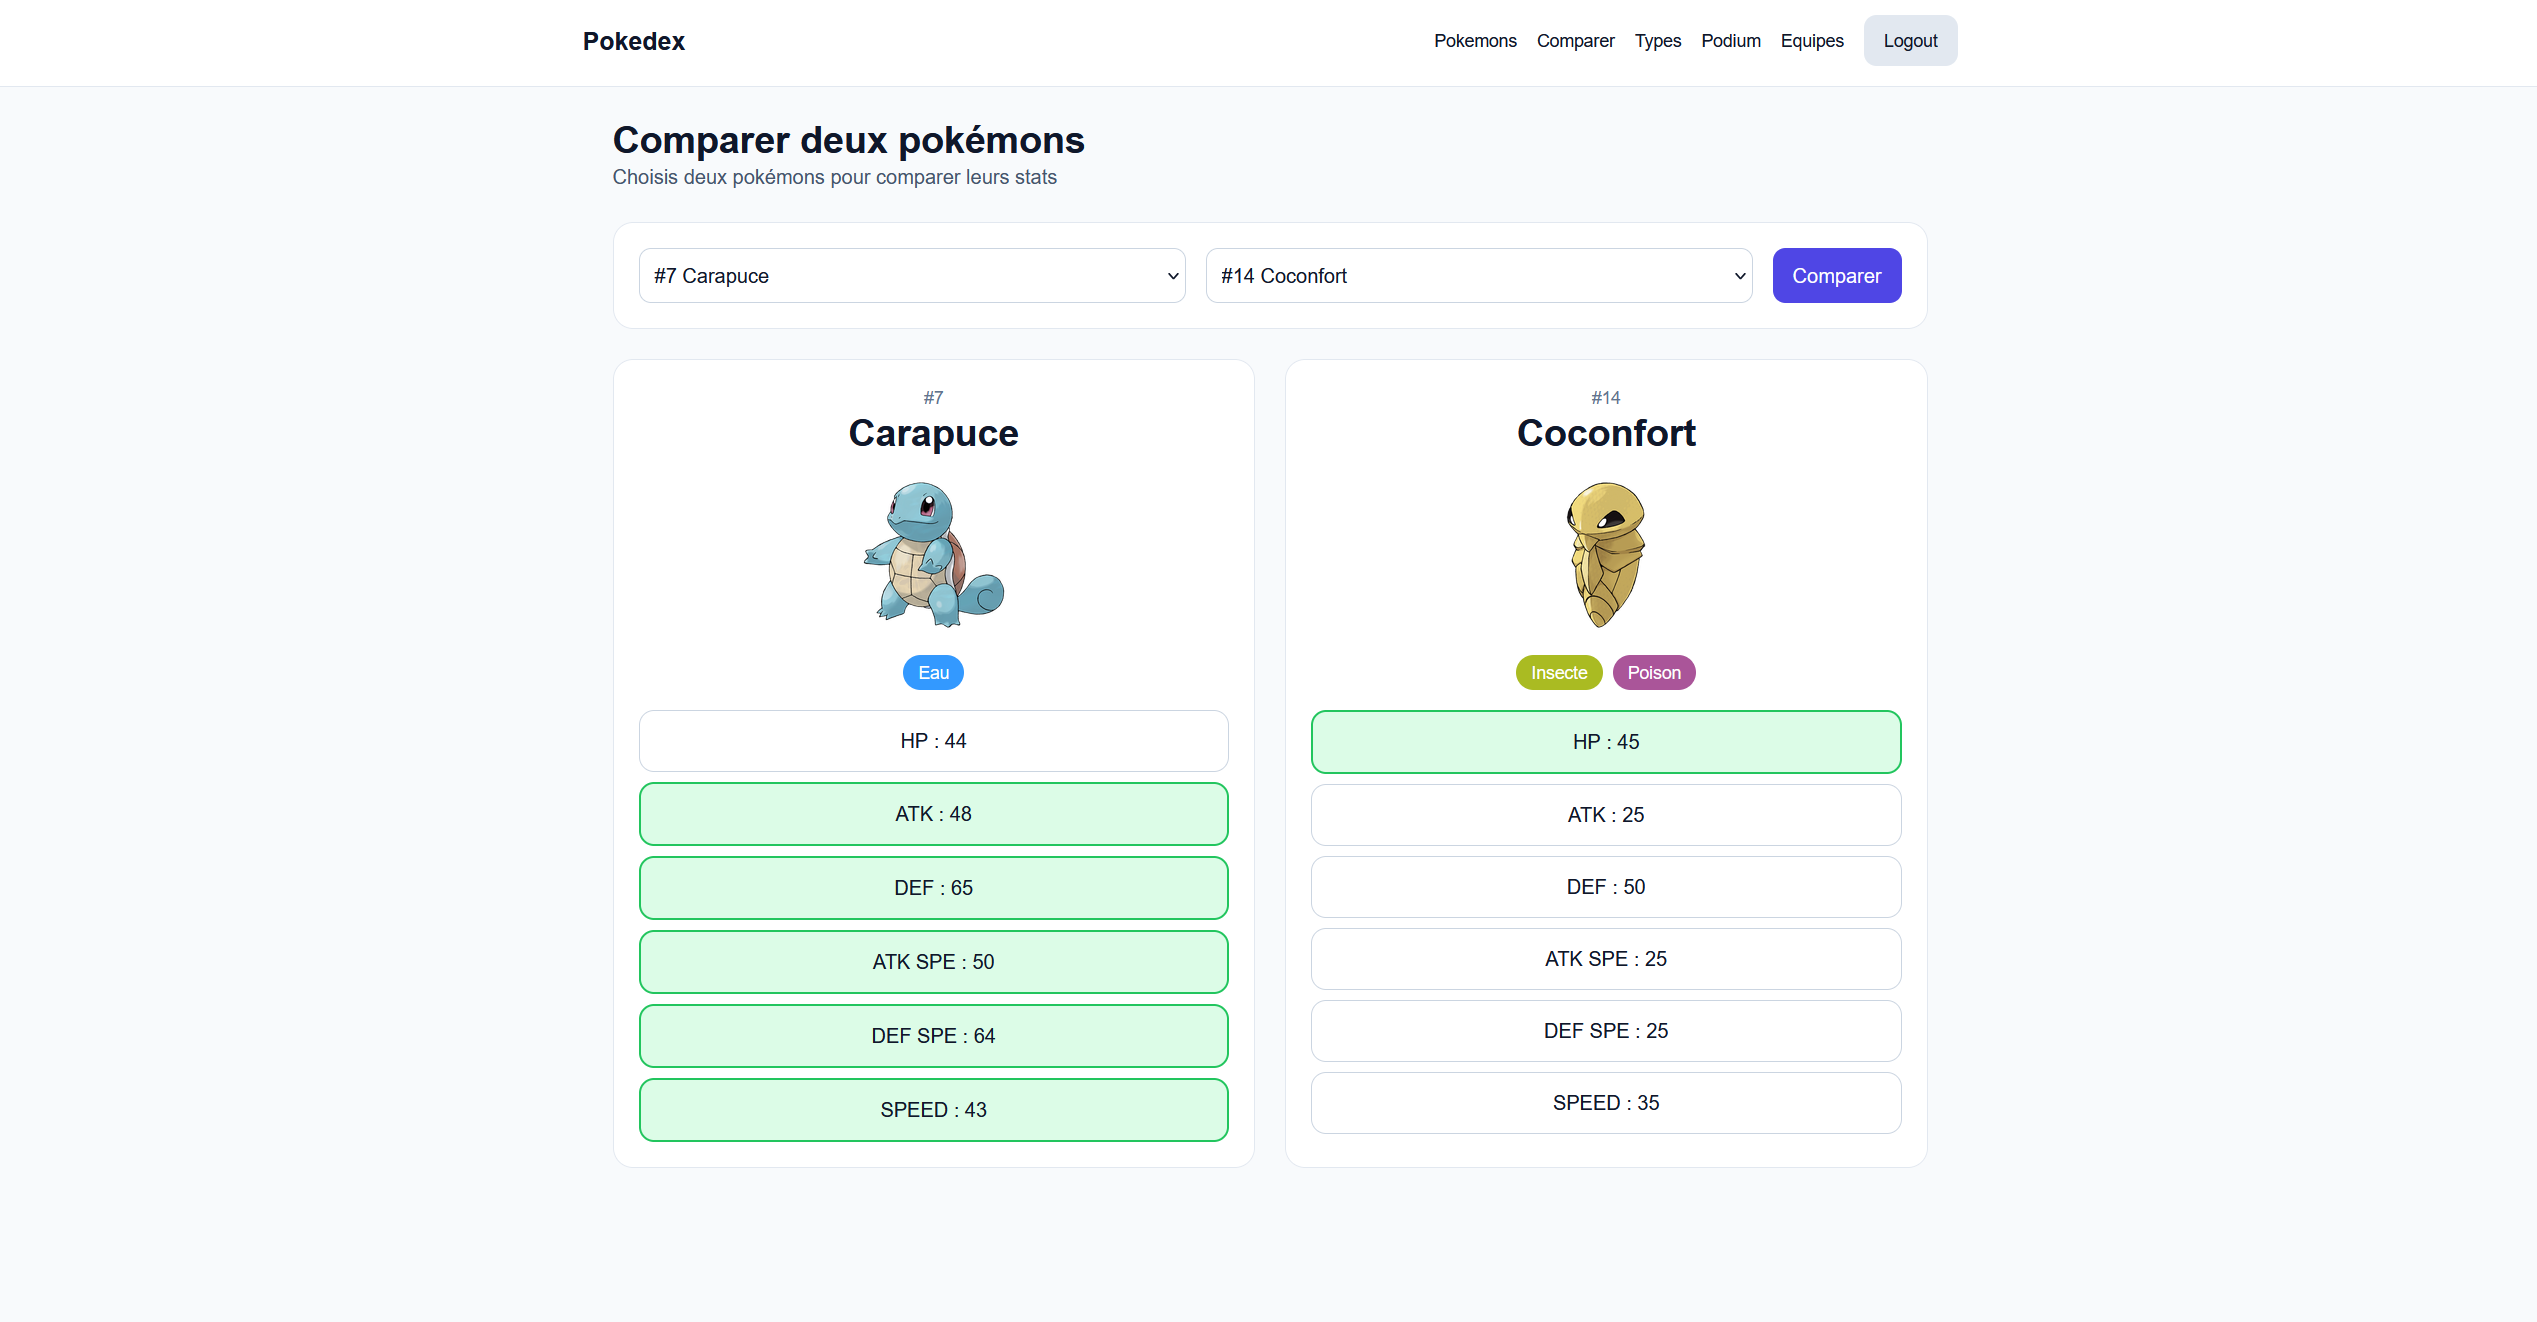 Pokedex
Pokemons Comparer Types Podium Equipes Logout
Comparer deux pokémons
Choisis deux pokémons pour comparer leurs stats
#7 Carapuce
#14 Coconfort
Comparer
#7
Carapuce
Eau
HP : 44
ATK : 48
DEF : 65
ATK SPE : 50
DEF SPE : 64
SPEED : 43
#14
Coconfort
Insecte Poison
HP : 45
ATK : 25
DEF : 50
ATK SPE : 25
DEF SPE : 25
SPEED : 35